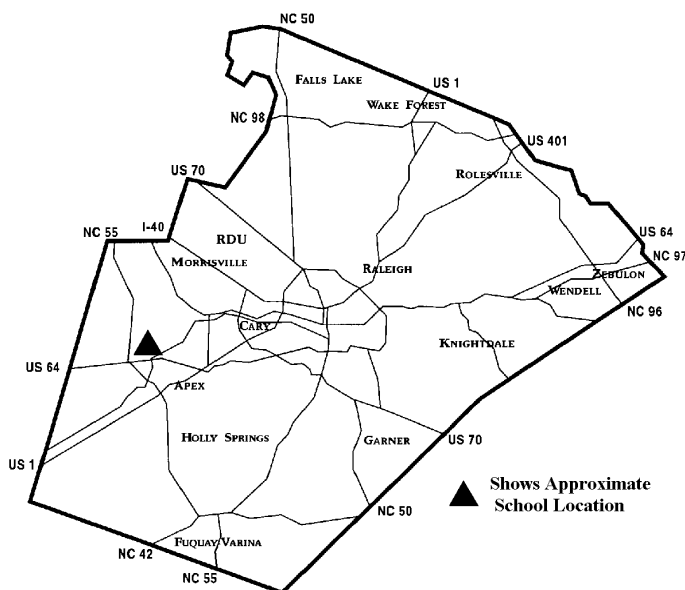 NC 50
FALLS LAKE
US 1
WAKE FOREST
NC 98
US 401
ROLESVILLE
US 70
I-40
NC 55
RDU
MORRISVILLE
RALEIGH
US 64
NC 97
ZEBULON
WENDELL
NC 96
CARY
KNIGHTDALE
US 64
APEX
HOLLY SPRINGS
GARNER
US 70
US 1
Shows Approximate
School Location
NC 50
FUQUAY-VARINA
NC 42
NC 55